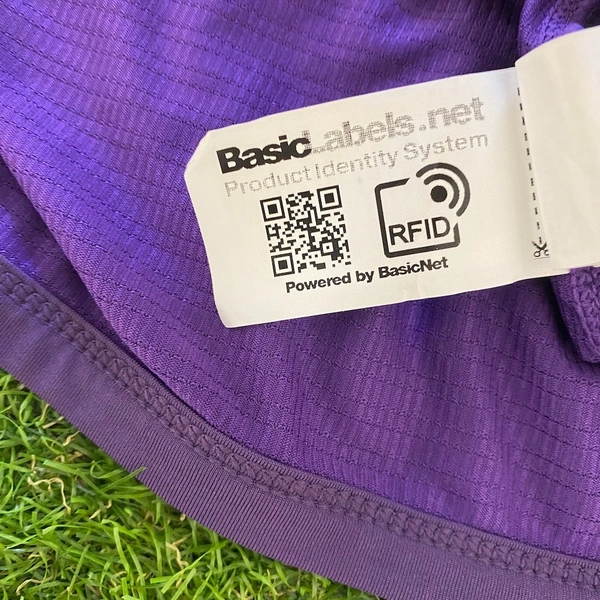 BasicLabels.net
Product Identity System
RFID
Powered by BasicNet